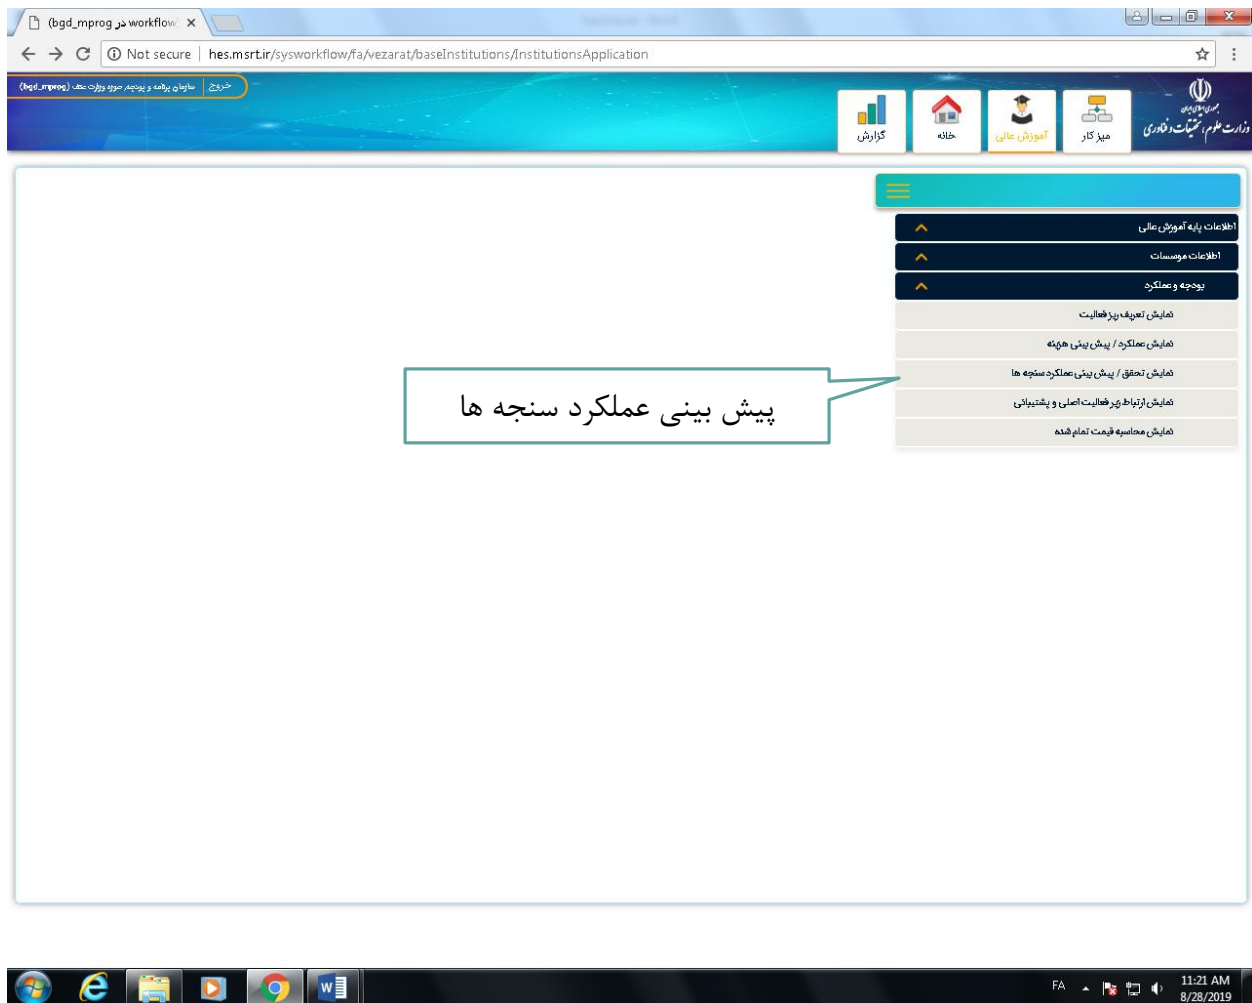 (bgd_mprog در workflow
Not secure | hes.msrt.ir/sysworkflow/fa/vezarat/baseInstitutions/InstitutionsApplication
خروج | سازمان برنامه و بودجه, حوزه وزارت عتف (bgd_mprog)
جمهوری اسلامی ایران
وزارت علوم، تحقیقات و فناوری
میز کار
آموزش عالی
خانه
گزارش
اطلاعات پایه آموزش عالی
اطلاعات موسسات
بودجه و عملکرد
نمایش تعریف ریز فعالیت
نمایش عملکرد / پیش بینی هزینه
نمایش تحقق / پیش بینی عملکرد سنجه ها
نمایش ارتباط ریز فعالیت اصلی و پشتیبانی
نمایش محاسبه قیمت تمام شده
پیش بینی عملکرد سنجه ها
FA
11:21 AM
8/28/2019